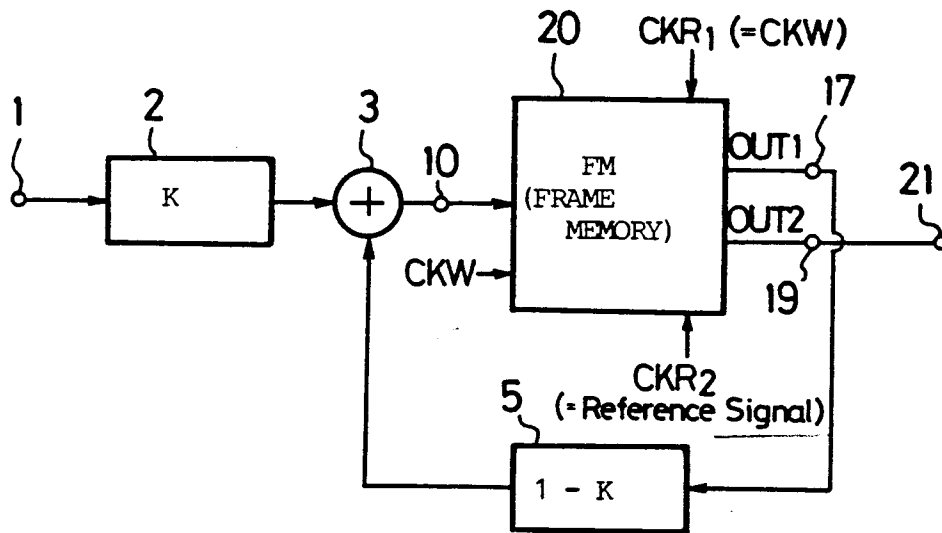 20
CKR1 (=CKW)
1
2
3
10
17
K
+
FM
(FRAME
MEMORY)
OUT1
OUT2
21
CKW
19
CKR2
(=Reference Signal)
5
1 - K